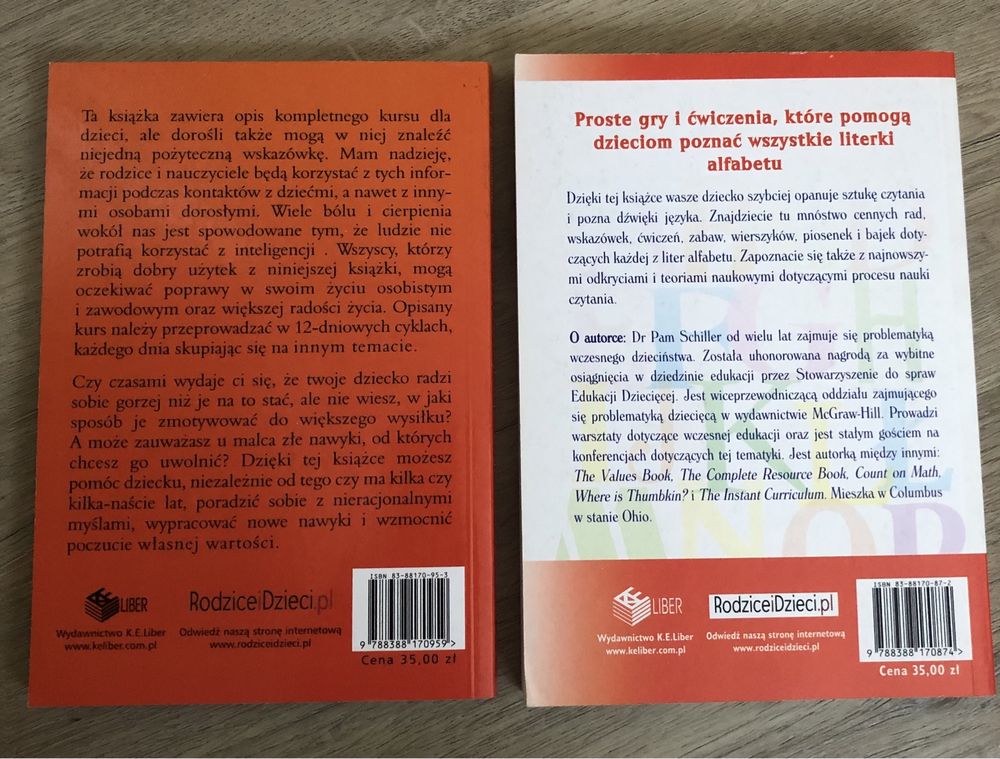 Ta książka zawiera opis kompletnego kursu dla
dzieci, ale dorośli także mogą w niej znaleźć
niejedną pożyteczną wskazówkę. Mam nadzieję,
że rodzice i nauczyciele będą korzystać z tych infor-
macji podczas kontaktów z dziećmi, a nawet z inny-
mi osobami dorosłymi. Wiele bólu i cierpienia
wokół nas jest spowodowane tym, że ludzie nie
potrafią korzystać z inteligencji . Wszyscy, którzy
zrobią dobry użytek z niniejszej książki, mogą
oczekiwać poprawy w swoim życiu osobistym
i zawodowym oraz większej radości życia. Opisany
kurs należy przeprowadzać w 12-dniowych cyklach,
każdego dnia skupiając się na innym temacie.
Czy czasami wydaje ci się, że twoje dziecko radzi
sobie gorzej niż je na to stać, ale nie wiesz, w jaki
sposób je zmotywować do większego wysiłku?
A może zauważasz u malca złe nawyki, od których
chcesz go uwolnić? Dzięki tej książce możesz
pomóc dziecku, niezależnie od tego czy ma kilka czy
kilka-naście lat, poradzić sobie z nieracjonalnymi
myślami, wypracować nowe nawyki i wzmocnić
poczucie własnej wartości.
LIBER
Wydawnictwo K.E.Liber
www.keliber.com.pl
RodziceiDzieci.pl
Odwiedź naszą stronę internetową
www.rodziceidzieci.pl
ISBN 83-88170-95-3
9 788388 170959 >
Cena 35,00 zł
Proste gry i ćwiczenia, które pomogą
dzieciom poznać wszystkie literki
alfabetu
Dzięki tej książce wasze dziecko szybciej opanuje sztukę czytania
i pozna dźwięki języka. Znajdziecie tu mnóstwo cennych rad,
wskazówek, ćwiczeń, zabaw, wierszyków, piosenek i bajek doty-
czących każdej z liter alfabetu. Zapoznacie się także z najnowszy-
mi odkryciami i teoriami naukowymi dotyczącymi procesu nauki
czytania.
O autorce: Dr Pam Schiller od wielu lat zajmuje się problematyką
wczesnego dzieciństwa. Została uhonorowana nagrodą za wybitne
osiągnięcia w dziedzinie edukacji przez Stowarzyszenie do spraw
Edukacji Dziecięcej. Jest wiceprzewodniczącą oddziału zajmującego
się problematyką dziecięcą w wydawnictwie McGraw-Hill. Prowadzi
warsztaty dotyczące wczesnej edukacji oraz jest stałym gościem na
konferencjach dotyczących tej tematyki. Jest autorką między innymi:
The Values Book, The Complete Resource Book, Count on Math,
Where is Thumbkin? i The Instant Curriculum. Mieszka w Columbus
w stanie Ohio.
LIBER
Wydawnictwo K.E.Liber
www.keliber.com.pl
RodziceiDzieci.pl
Odwiedź naszą stronę internetową
www.rodziceidzieci.pl
ISBN 83-88170-87-2
9 788388 170874 >
Cena 35,00 zł